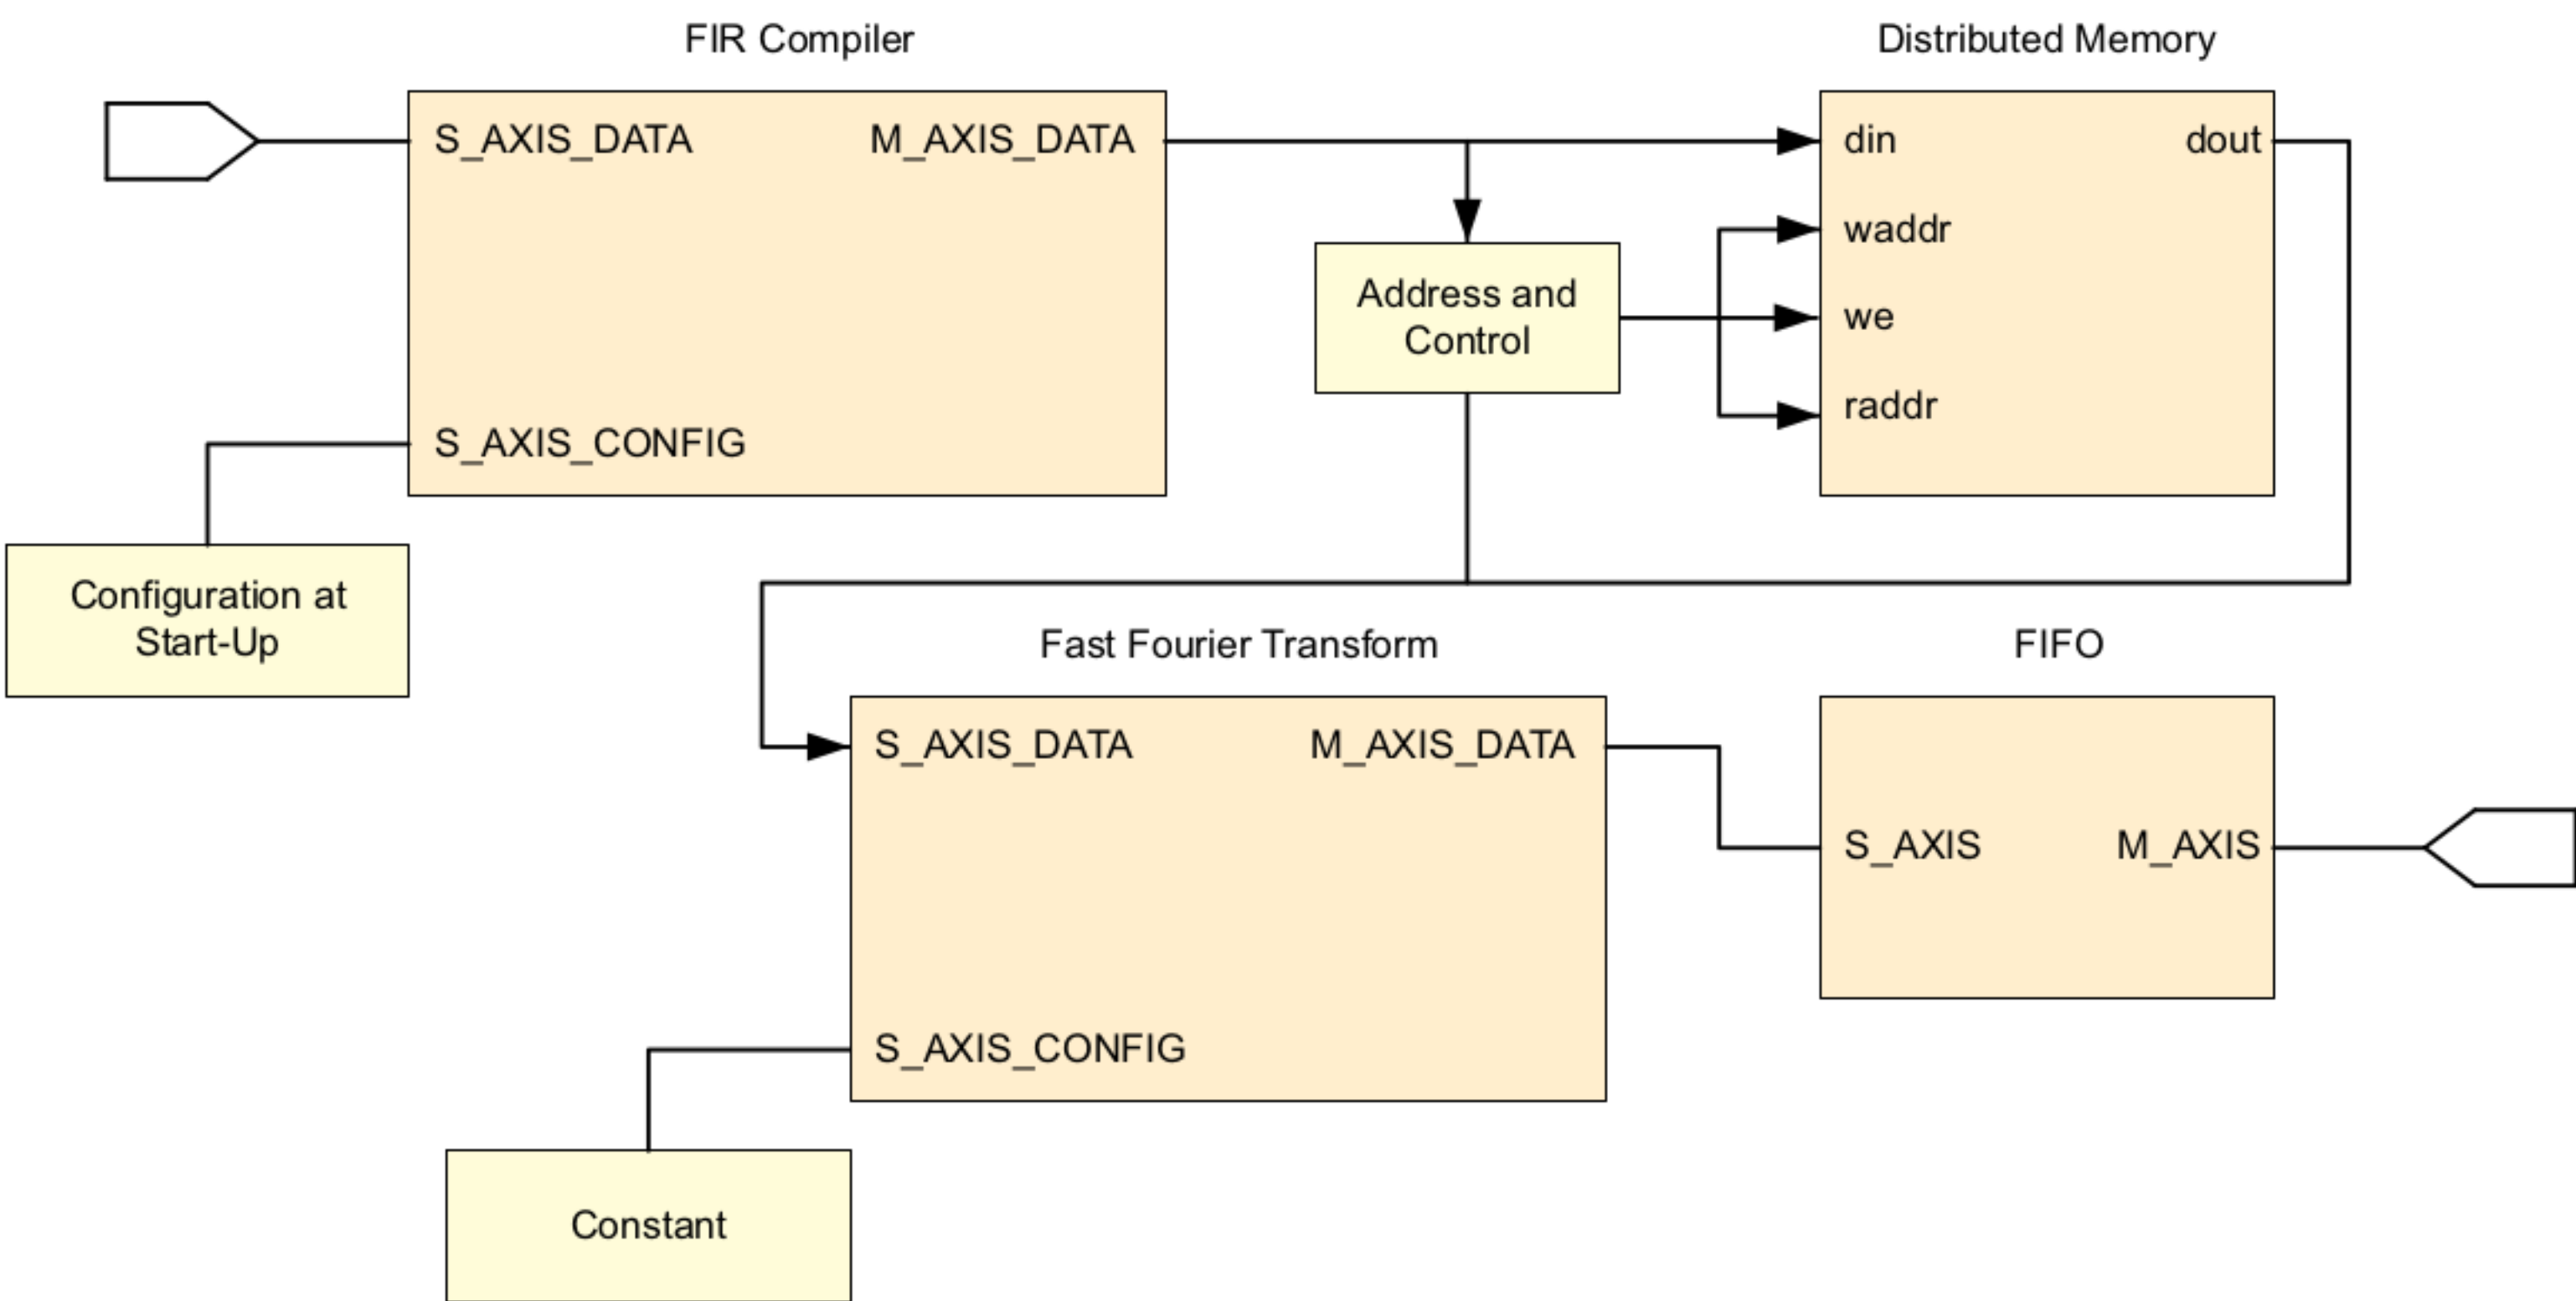 FIR Compiler
Distributed Memory
S_AXIS_DATA
M_AXIS_DATA
din
dout
waddr
Address and
Control
we
raddr
S_AXIS_CONFIG
Configuration at
Start-Up
Fast Fourier Transform
FIFO
S_AXIS_DATA
M_AXIS_DATA
S_AXIS
M_AXIS
S_AXIS_CONFIG
Constant